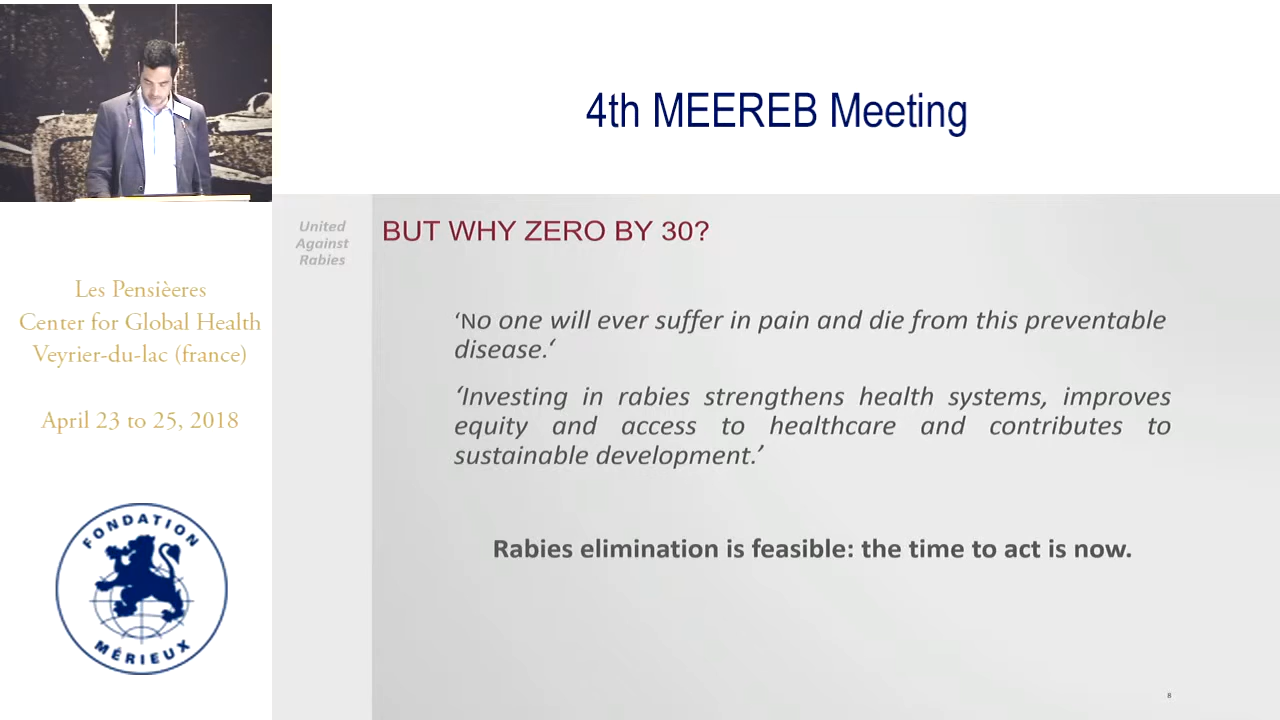 4th MEEREB Meeting
United
Against
Rabies
BUT WHY ZERO BY 30?
‘No one will ever suffer in pain and die from this preventable
disease.‘
‘Investing in rabies strengthens health systems, improves
equity and access to healthcare and contributes to
sustainable development.’
Rabies elimination is feasible: the time to act is now.
8
Les Pensièeres
Center for Global Health
Veyrier-du-lac (france)
April 23 to 25, 2018
FONDATION
MÉRIEUX